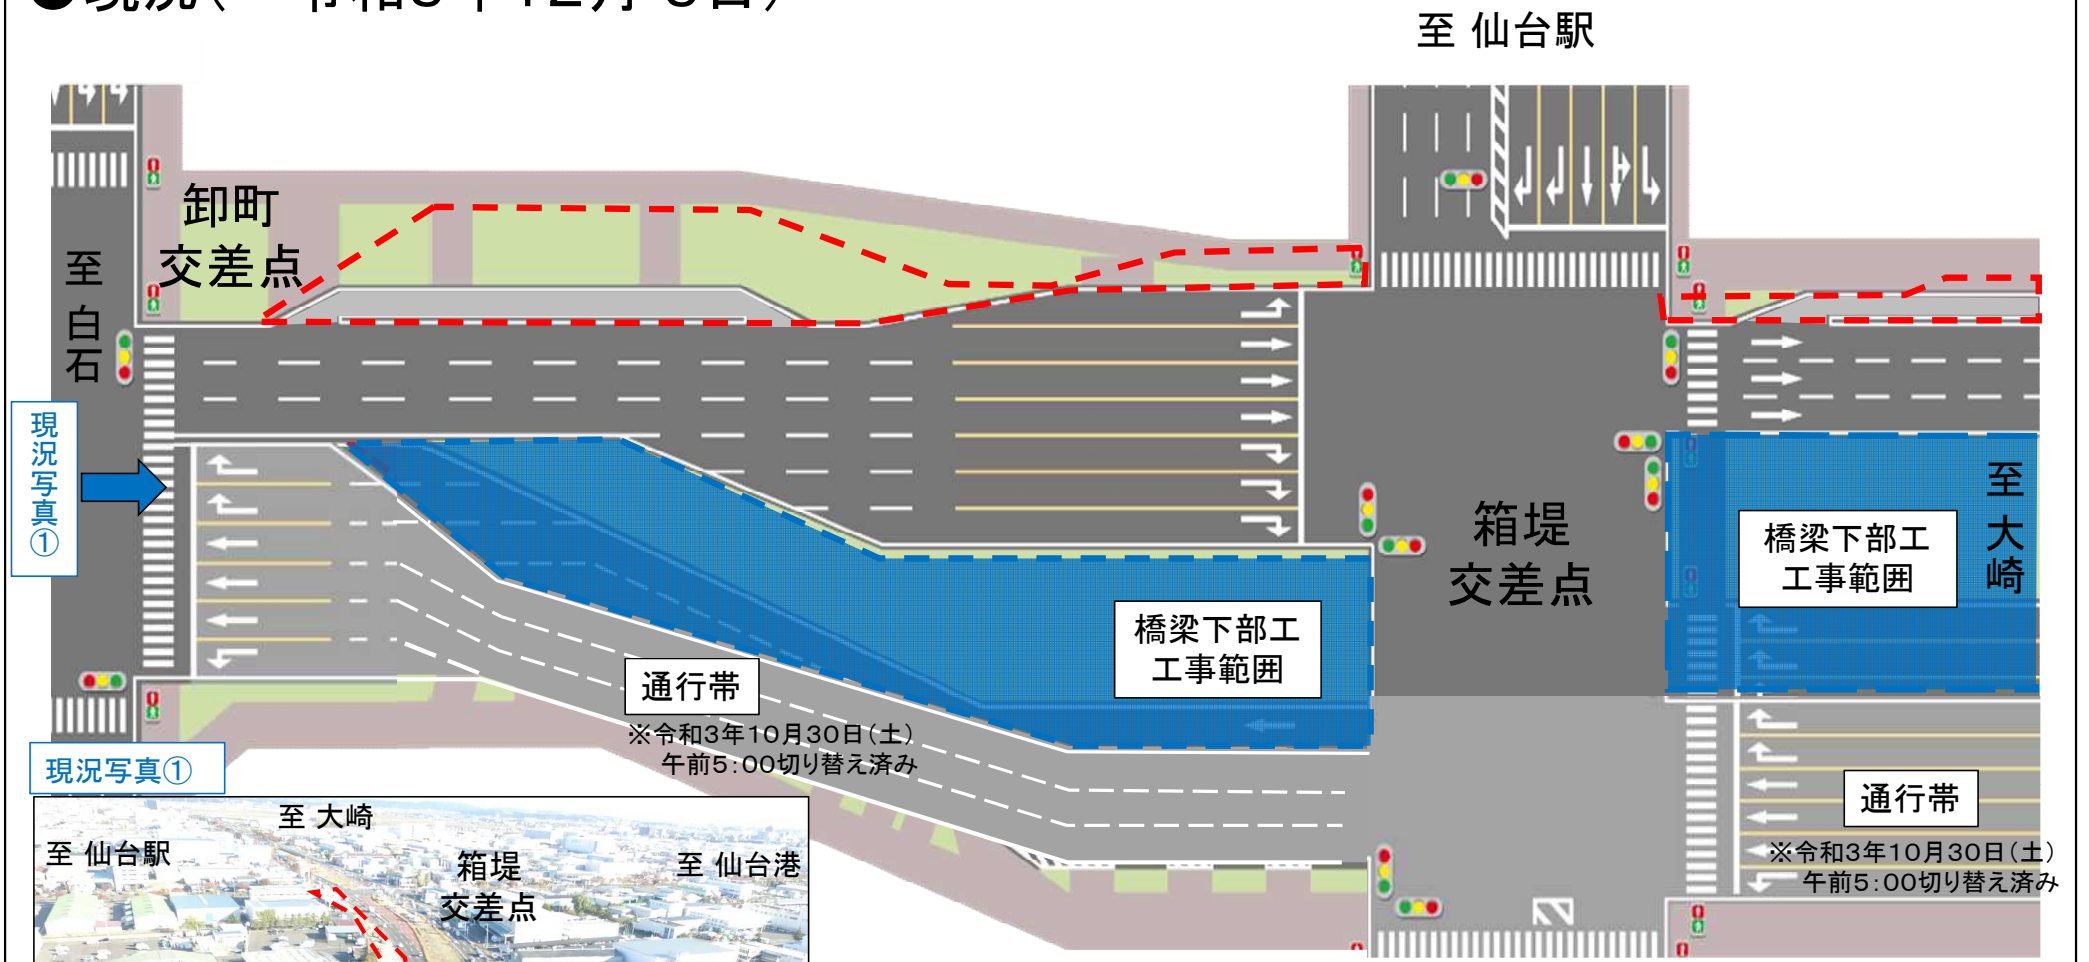 至 仙台駅
卸町
交差点
至 白石
現況写真①
箱堤
交差点
至 大崎
橋梁下部工
工事範囲
橋梁下部工
工事範囲
通行帯
※令和3年10月30日(土)
午前5:00切り替え済み
通行帯
※令和3年10月30日(土)
午前5:00切り替え済み
現況写真①
至 大崎
至 仙台駅
箱堤
交差点
至 仙台港